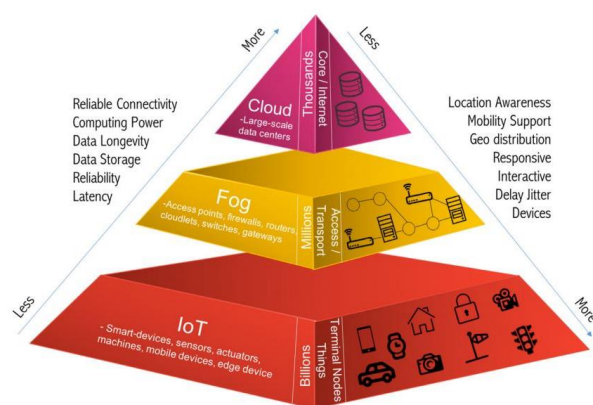 More
Less
Reliable Connectivity
Computing Power
Data Longevity
Data Storage
Reliability
Latency
Location Awareness
Mobility Support
Geo distribution
Responsive
Interactive
Delay Jitter
Devices
Cloud
-Large-scale
data centers
Thousands
Core / Internet
Fog
-Access points, firewalls, routers,
cloudlets, switches, gateways
Millions
Access /
Transport
IoT
- Smart-devices, sensors, actuators,
machines, mobile devices, edge device
Billions
Terminal Nodes
Things
Less
More